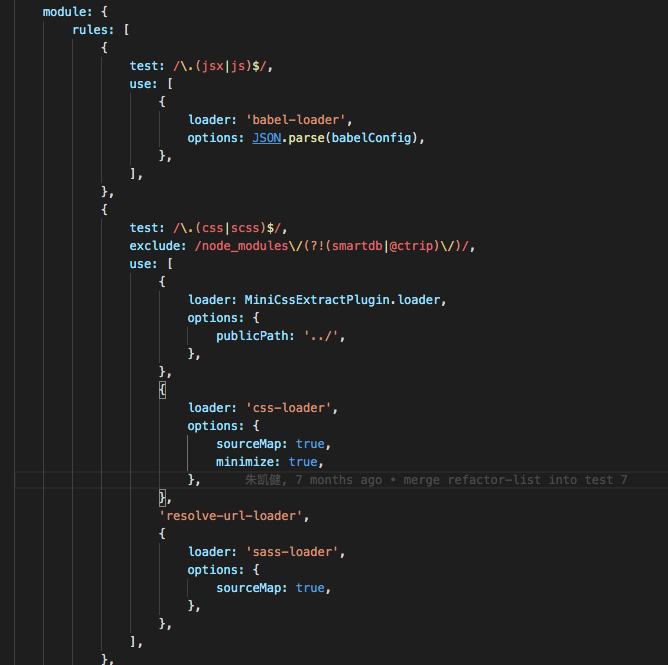 module: {
rules: [
{
test: /\.(jsx|js)$/,
use: [
{
loader: 'babel-loader',
options: JSON.parse(babelConfig),
},
],
},
{
test: /\.(css|scss)$/,
exclude: /node_modules\/(?!(smartdb|@ctrip)\/)/,
use: [
{
loader: MiniCssExtractPlugin.loader,
options: {
publicPath: '../',
},
},
{
loader: 'css-loader',
options: {
sourceMap: true,
minimize: true,
}, 朱凯健, 7 months ago • merge refactor-list into test 7
},
'resolve-url-loader',
{
loader: 'sass-loader',
options: {
sourceMap: true,
},
},
],
},